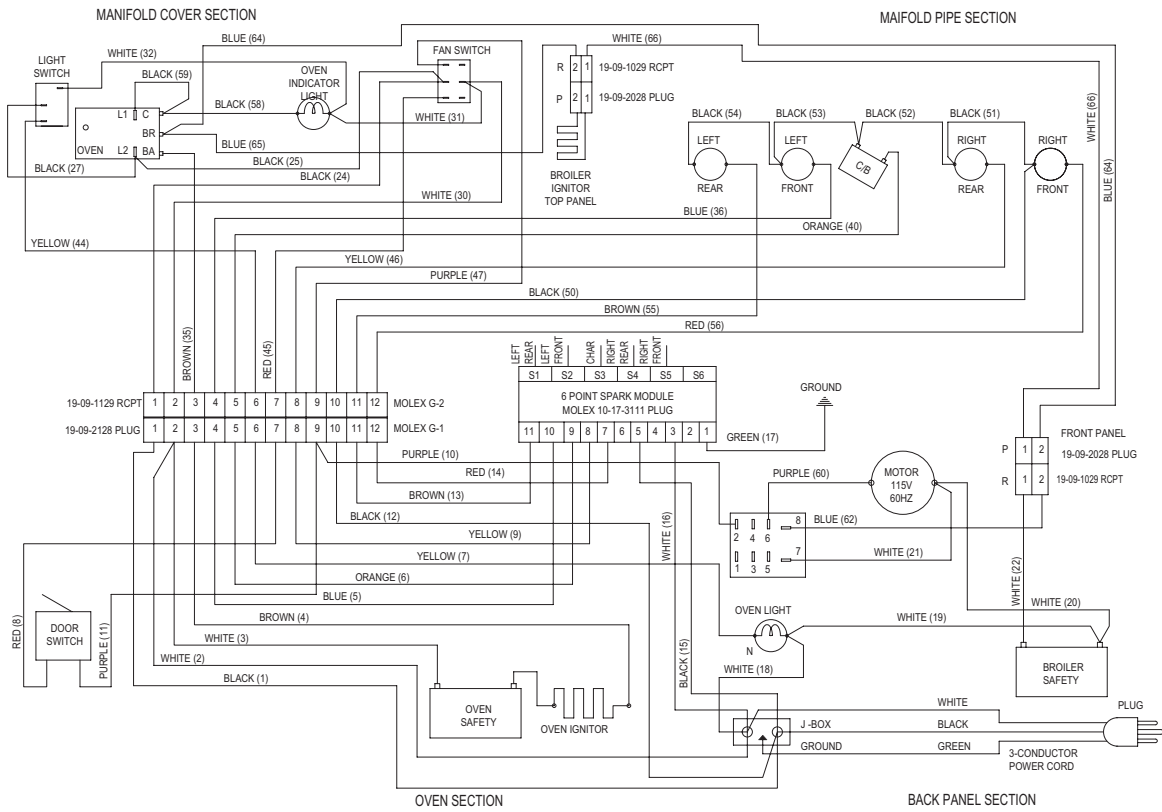 MANIFOLD COVER SECTION
MAIFOLD PIPE SECTION
BLUE (64)
WHITE (66)
LIGHT
SWITCH
WHITE (32)
BLACK (59)
OVEN
INDICATOR
LIGHT
FAN SWITCH
R 2 1 19-09-1029 RCPT
P 2 1 19-09-2028 PLUG
L1 C
BR
OVEN L2 BA
BLACK (58)
WHITE (31)
BLUE (65)
BLACK (27)
BLACK (25)
BLACK (24)
WHITE (30)
BROILER
IGNITOR
TOP PANEL
BLACK (54)
BLACK (53)
BLACK (52)
BLACK (51)
LEFT
REAR
LEFT
FRONT
C/B
RIGHT
REAR
RIGHT
FRONT
WHITE (66)
BLUE (64)
BLUE (36)
ORANGE (40)
YELLOW (44)
YELLOW (46)
PURPLE (47)
BLACK (50)
BROWN (55)
RED (56)
BROWN (35)
RED (45)
LEFT
REAR
LEFT
FRONT
CHAR
RIGHT
REAR
RIGHT
FRONT
S1 S2 S3 S4 S5 S6
6 POINT SPARK MODULE
MOLEX 10-17-3111 PLUG
11 10 9 8 7 6 5 4 3 2 1
GROUND
GREEN (17)
19-09-1129 RCPT 1 2 3 4 5 6 7 8 9 10 11 12 MOLEX G-2
19-09-2128 PLUG 1 2 3 4 5 6 7 8 9 10 11 12 MOLEX G-1
FRONT PANEL
P 1 2 19-09-2028 PLUG
R 1 2 19-09-1029 RCPT
PURPLE (10)
RED (14)
BROWN (13)
BLACK (12)
YELLOW (9)
YELLOW (7)
ORANGE (6)
BLUE (5)
BROWN (4)
WHITE (3)
WHITE (2)
BLACK (1)
WHITE (16)
BLACK (15)
PURPLE (60)
MOTOR
115V
60HZ
BLUE (62)
WHITE (21)
2 4 6 8
1 3 5 7
WHITE (22)
WHITE (20)
WHITE (19)
OVEN LIGHT
N
WHITE (18)
RED (8)
DOOR
SWITCH
PURPLE (11)
OVEN
SAFETY
OVEN IGNITOR
BROILER
SAFETY
WHITE
PLUG
J -BOX
BLACK
GROUND
GREEN
3-CONDUCTOR
POWER CORD
OVEN SECTION
BACK PANEL SECTION